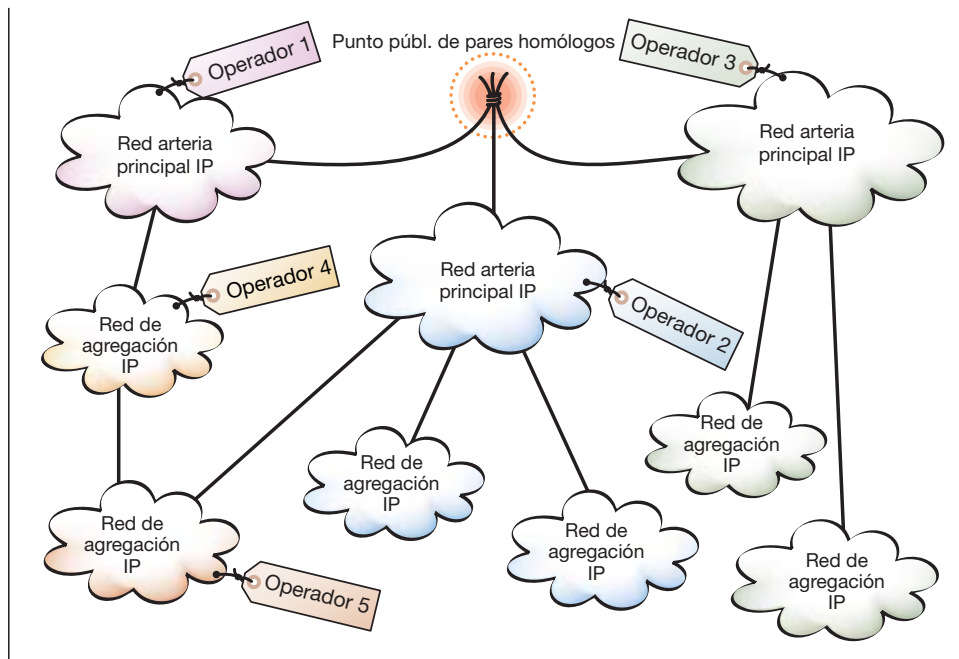 Operador 1
Punto públ. de pares homólogos
Operador 3
Red arteria
principal IP
Red arteria
principal IP
Red arteria
principal IP
Operador 4
Operador 2
Red de
agregación
IP
Red de
agregación
IP
Red de
agregación
IP
Red de
agregación
IP
Red de
agregación
IP
Red de
agregación
IP
Operador 5